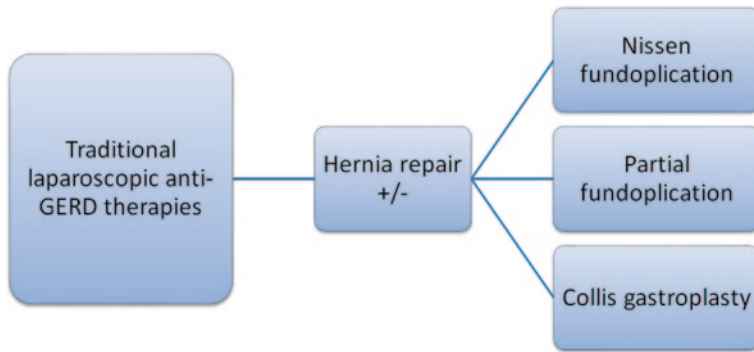 Traditional
laparoscopic anti-
GERD therapies
Hernia repair
+/-
Nissen
fundoplication
Partial
fundoplication
Collis gastroplasty